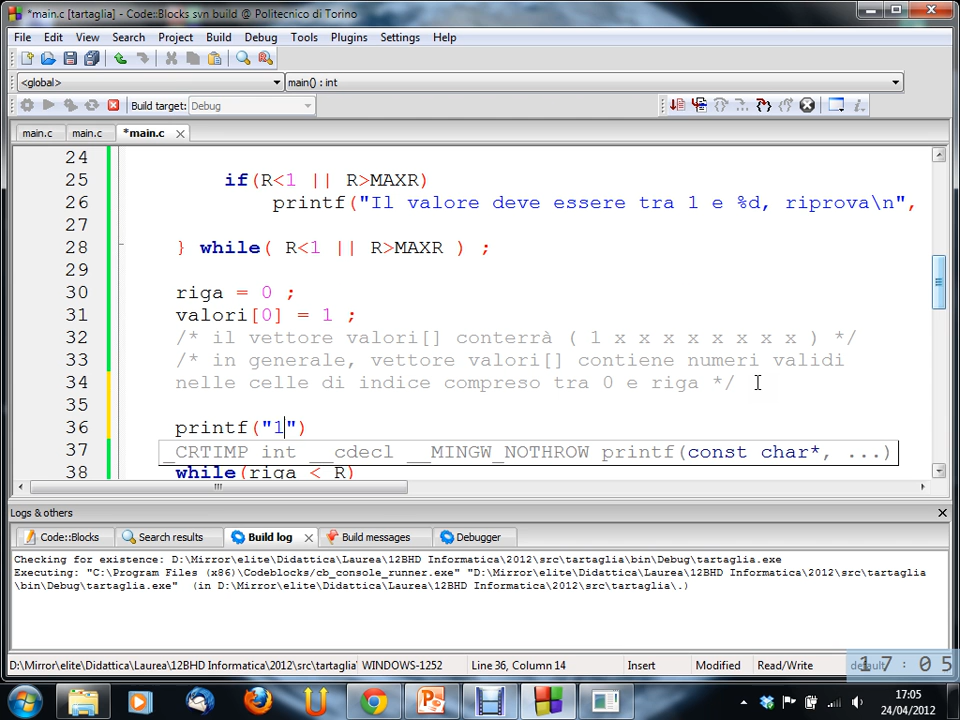 *main.c [tartaglia] - Code::Blocks svn build @ Politecnico di Torino
File Edit View Search Project Build Debug Tools Plugins Settings Help
<global> main() : int
Build target: Debug
main.c main.c *main.c
24
25 if(R<1 || R>MAXR)
26 printf("Il valore deve essere tra 1 e %d, riprova\n",
27
28 } while( R<1 || R>MAXR ) ;
29
30 riga = 0 ;
31 valori[0] = 1 ;
32 /* il vettore valori[] conterrà ( 1 x x x x x x x x ) */
33 /* in generale, vettore valori[] contiene numeri validi
34 nelle celle di indice compreso tra 0 e riga */
35
36 printf("1")
37 _CRTIMP int __cdecl __MINGW_NOTHROW printf(const char*, ...)
38 while(riga < R)
Logs & others
Code::Blocks Search results Build log Build messages Debugger
Checking for existence: D:\Mirror\elite\Didattica\Laurea\12BHD Informatica\2012\src\tartaglia\bin\Debug\tartaglia.exe
Executing: "C:\Program Files (x86)\Codeblocks/cb_console_runner.exe" "D:\Mirror\elite\Didattica\Laurea\12BHD Informatica\2012\src\tartaglia
\bin\Debug\tartaglia.exe" (in D:\Mirror\elite\Didattica\Laurea\12BHD Informatica\2012\src\tartaglia\.)
D:\Mirror\elite\Didattica\Laurea\12BHD Informatica\2012\src\tartaglia WINDOWS-1252 Line 36, Column 14 Insert Modified Read/Write default
17:05
17:05
24/04/2012